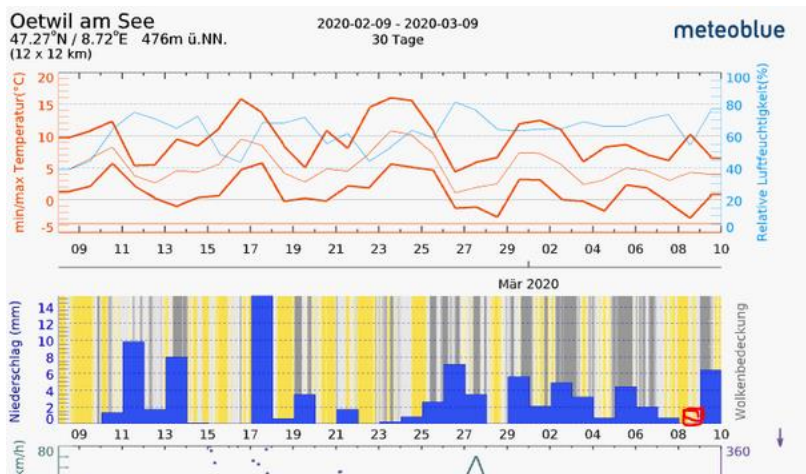 Oetwil am See
47.27°N / 8.72°E 476m ü.NN.
(12 x 12 km)
2020-02-09 - 2020-03-09
30 Tage
meteoblue
min/max Temperatur(°C)
20
15
10
5
0
-5
100
80
60
40
20
0
Relative Luftfeuchtigkeit(%)
09 11 13 15 17 19 21 23 25 27 29 02 04 06 08 10
Mär 2020
Niederschlag (mm)
14
12
10
8
6
4
2
0
Wolkenbedeckung
09 11 13 15 17 19 21 23 25 27 29 02 04 06 08 10
km/h)
80
360